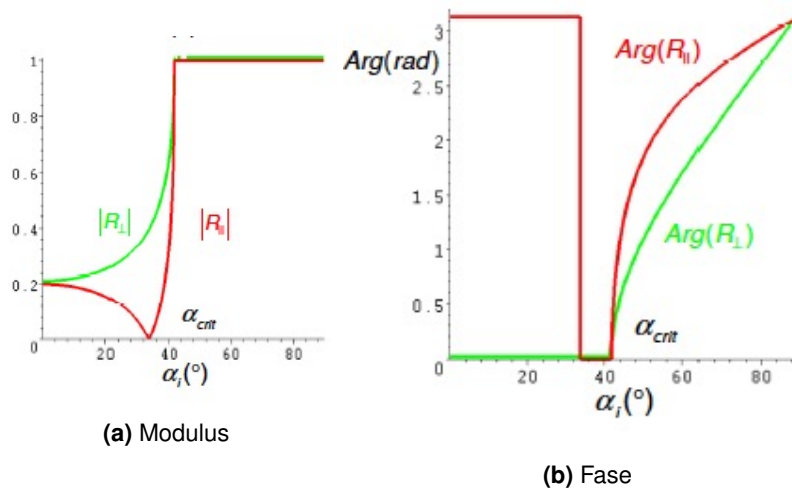 1
0.8
0.6
0.4
0.2
0
20
40
60
80
|R⊥|
|R||||
α_crit
α_i(°)
(a) Modulus
Arg(rad)
3
2.5
2
1.5
1
0.5
0
20
40
60
80
Arg(R||)
Arg(R⊥)
α_crit
α_i(°)
(b) Fase